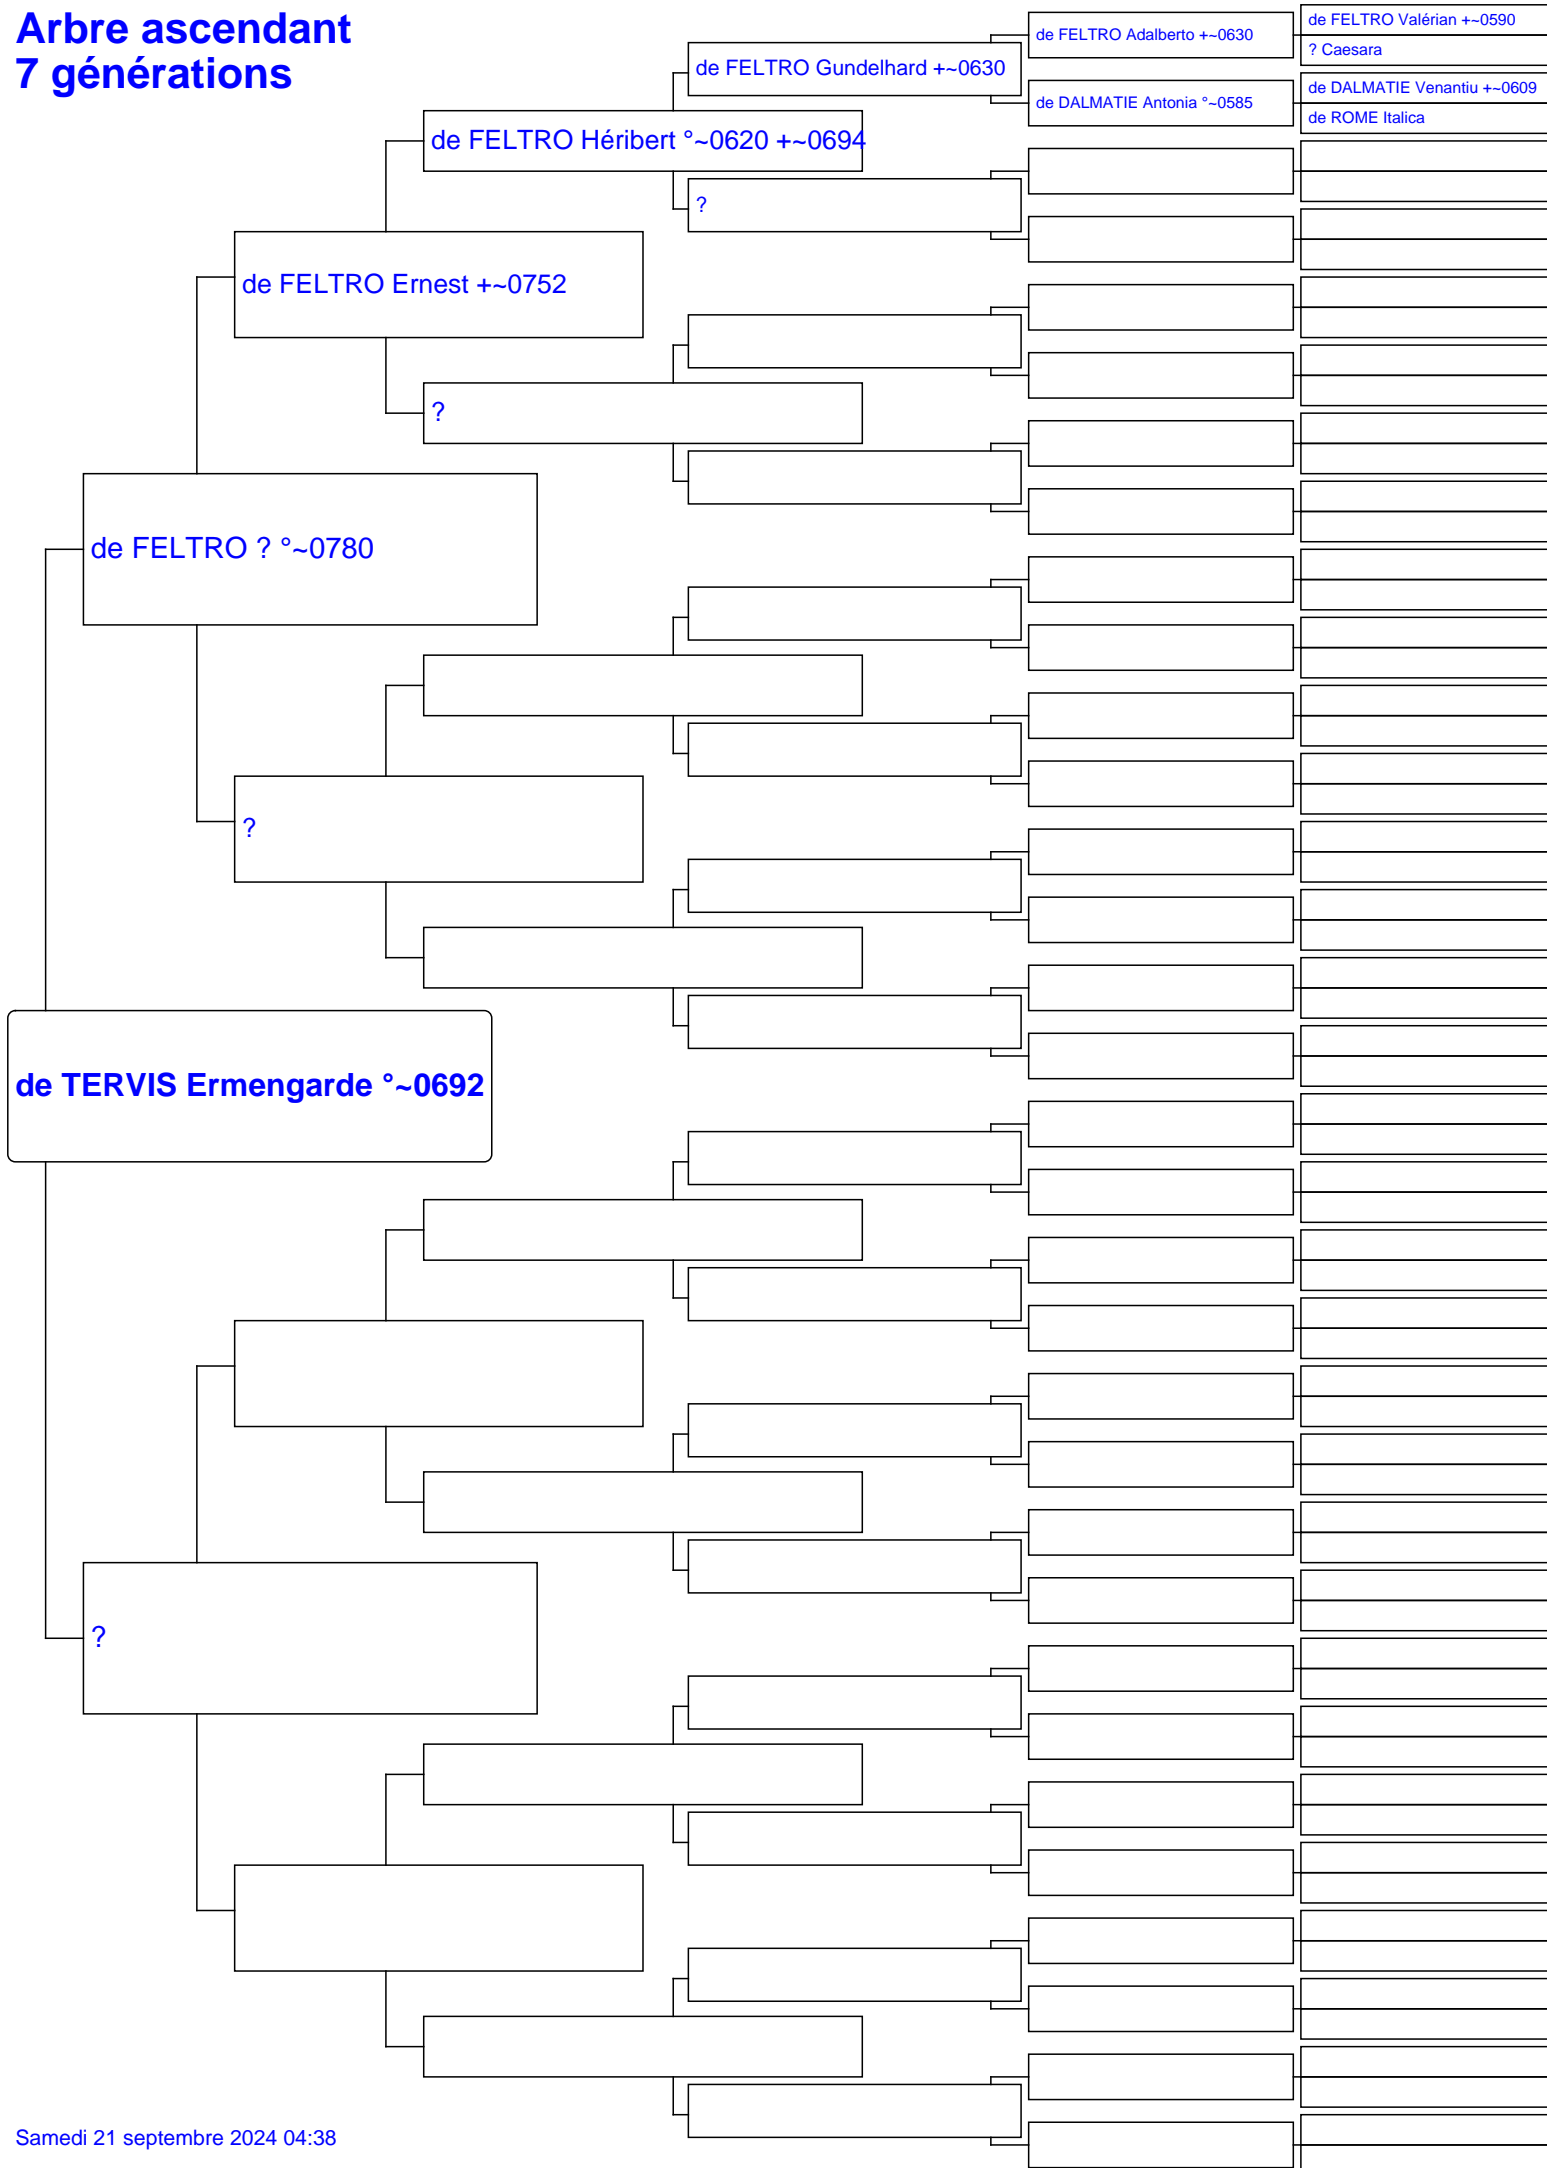 Arbre ascendant
7 générations
de FELTRO Valérian +~0590
de FELTRO Adalberto +~0630
? Caesara
de FELTRO Gundelhard +~0630
de DALMATIE Venantiu +~0609
de DALMATIE Antonia °~0585
de ROME Italica
de FELTRO Héribert °~0620 +~0694
?
de FELTRO Ernest +~0752
?
de FELTRO ? °~0780
?
de TERVIS Ermengarde °~0692
?
Samedi 21 septembre 2024 04:38